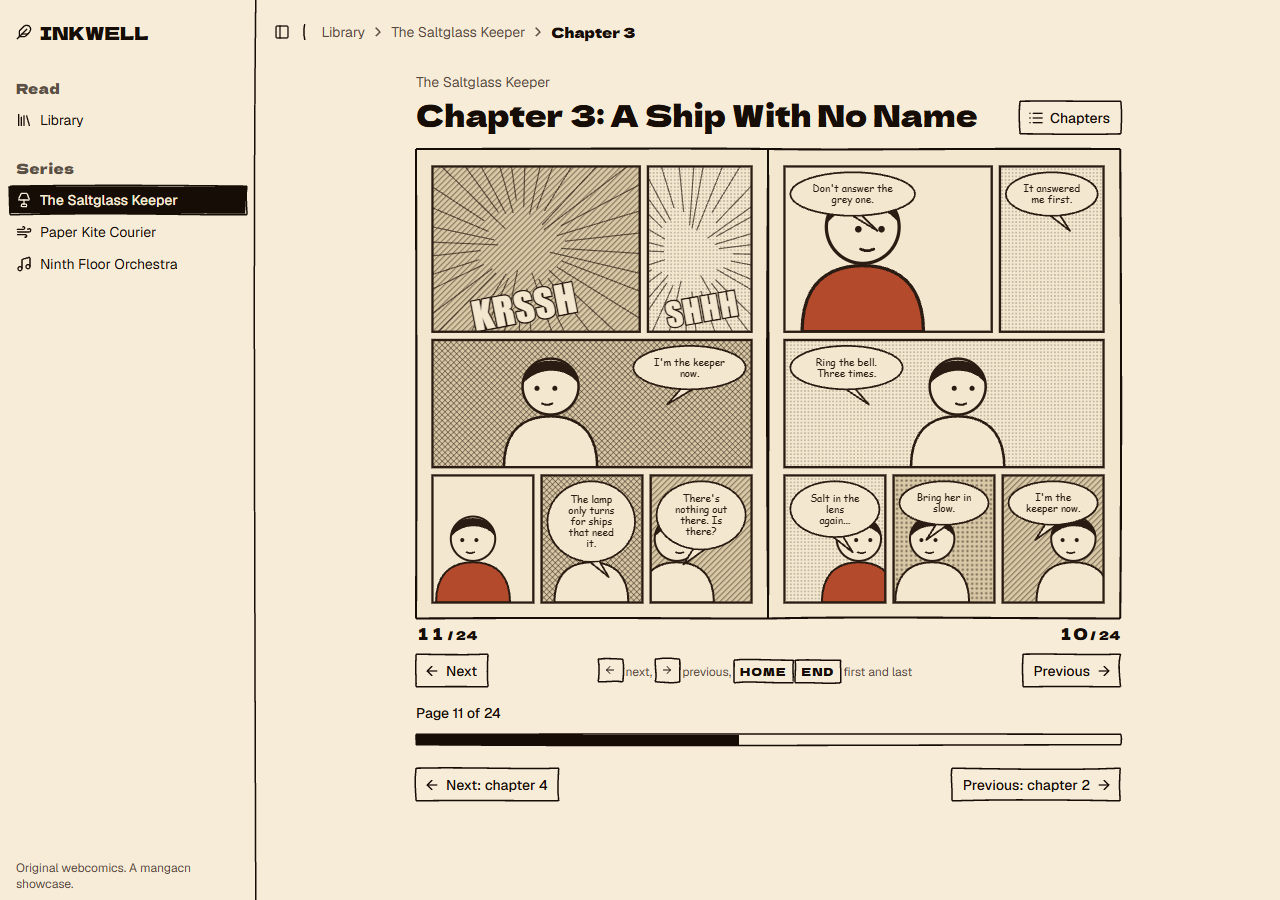 INKWELL
Read
Library
Series
The Saltglass Keeper
Paper Kite Courier
Ninth Floor Orchestra
Original webcomics. A mangacn
showcase.
Library
The Saltglass Keeper
Chapter 3
The Saltglass Keeper
Chapter 3: A Ship With No Name
Chapters
It answered
me first.
Don't answer the
grey one.
Ring the bell.
Three times.
I'm the
keeper now.
Bring her in
slow.
Salt in the
lens
again...
SHHH
KRSSH
I'm the keeper
now.
There's
nothing out
there. Is
there?
The lamp
only turns
for ships
that need
it.
11 / 24
10 / 24
Next
next,
previous,
HOME
END
first and last
Previous
Page 11 of 24
Next: chapter 4
Previous: chapter 2